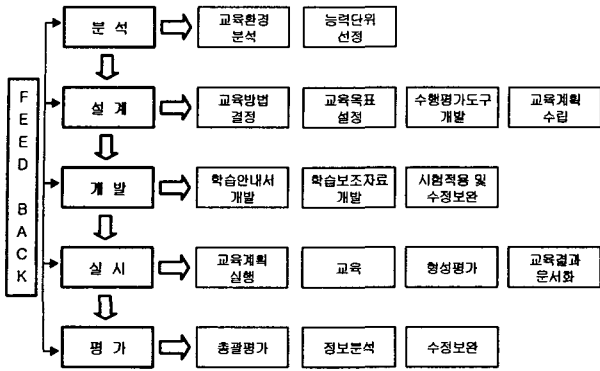 FEED BACK
분 석
교육환경
분석
능력단위
선정
설 계
교육방법
결정
교육목표
설정
수행평가도구
개발
교육계획
수립
개 발
학습안내서
개발
학습보조자료
개발
시험적용 및
수정보완
실 시
교육계획
실행
교육
형성평가
교육결과
문서화
평 가
총괄평가
정보분석
수정보완